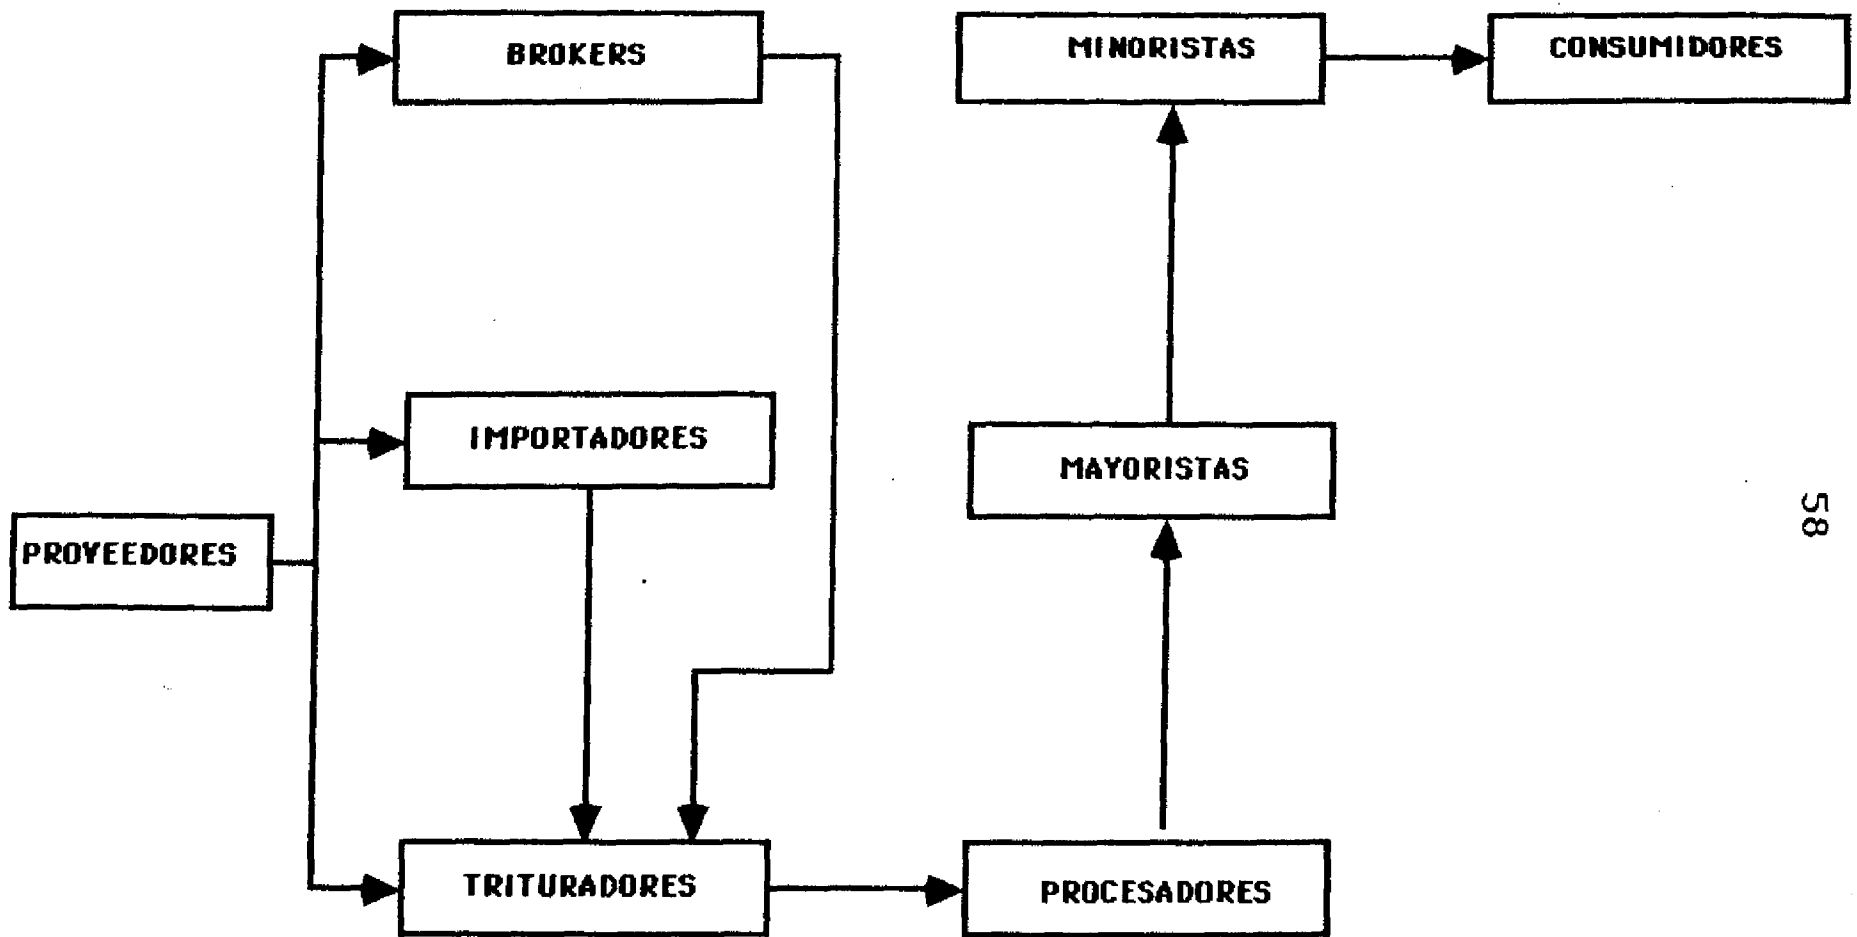 BROKERS
MINORISTAS
CONSUMIDORES
IMPORTADORES
MAYORISTAS
PROVEEDORES
58
TRITURADORES
PROCESADORES